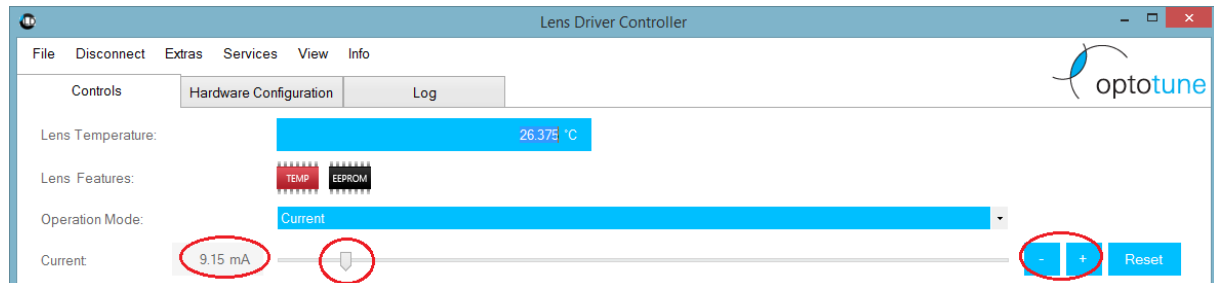 Lens Driver Controller
File Disconnect Extras Services View Info
optotune
Controls Hardware Configuration Log
Lens Temperature: 26.375 °C
Lens Features: TEMP EEPROM
Operation Mode: Current
Current: 9.15 mA - + Reset